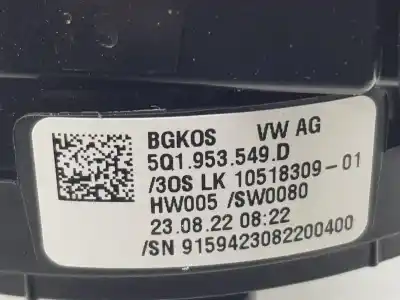 BGKOS VW AG
5Q1.953.549.D
/3OS LK 10518309-01
HW005 /SW0080
23.08.22 08:22
/SN 9159423082200400